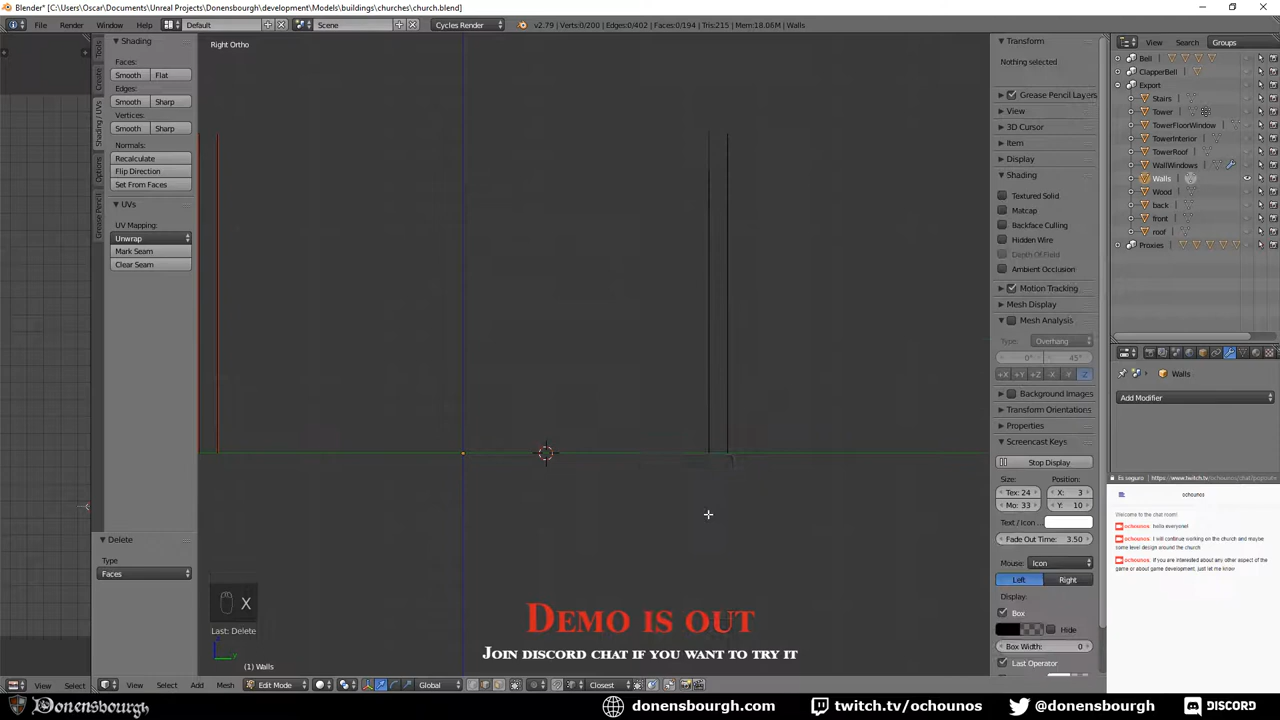 Blender* [C:\Users\Oscar\Documents\Unreal Projects\Donensbourgh\development\Models\buildings\churches\church.blend]
File Render Window Help Default Scene Cycles Render v2.79 | Verts:0/200 | Edges:0/402 | Faces:0/194 | Tris:215 | Mem:18.06M | Walls
Tools
Create
Shading / UVs
Options
Grease Pencil
Shading
Faces:
Smooth Flat
Edges:
Smooth Sharp
Vertices:
Smooth Sharp
Normals:
Recalculate
Flip Direction
Set From Faces
UVs
UV Mapping:
Unwrap
Mark Seam
Clear Seam
Delete
Type
Faces
Right Ortho
X
Last: Delete
(1) Walls
DEMO IS OUT
JOIN DISCORD CHAT IF YOU WANT TO TRY IT
Transform
Nothing selected
Grease Pencil Layers
View
3D Cursor
Item
Display
Shading
Textured Solid
Matcap
Backface Culling
Hidden Wire
Depth Of Field
Ambient Occlusion
Motion Tracking
Mesh Display
Mesh Analysis
Type: Overhang
0° 45°
+X +Y +Z -X -Y Z
Background Images
Transform Orientations
Properties
Screencast Keys
Stop Display
Size: Position:
Tex: 24 X: 3
Mo: 33 Y: 10
Text / Icon
Fade Out Time: 3.50
Mouse: Icon
Left Right
Display:
Box
Hide
Box Width: 0
Last Operator
View Search Groups
Bell
ClapperBell
Export
Stairs
Tower
TowerFloorWindow
TowerInterior
TowerRoof
WallWindows
Walls
Wood
back
front
roof
Proxies
Walls
Add Modifier
Es seguro
ochounos
Welcome to the chat room!
ochounos: hello everyone!
ochounos: I will continue working on the church and maybe
some level design around the church
ochounos: If you are interested about any other aspect of the
game or about game development, just let me know
View Select
View Select Add Mesh Edit Mode Global Closest
Donensbourgh donensbourgh.com twitch.tv/ochounos @donensbourgh DISCORD